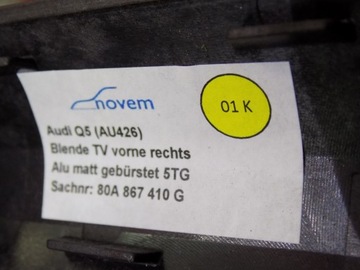 novem
01 K
Audi Q5 (AU426)
Blende TV vorne rechts
Alu matt gebürstet 5TG
Sachnr: 80A 867 410 G